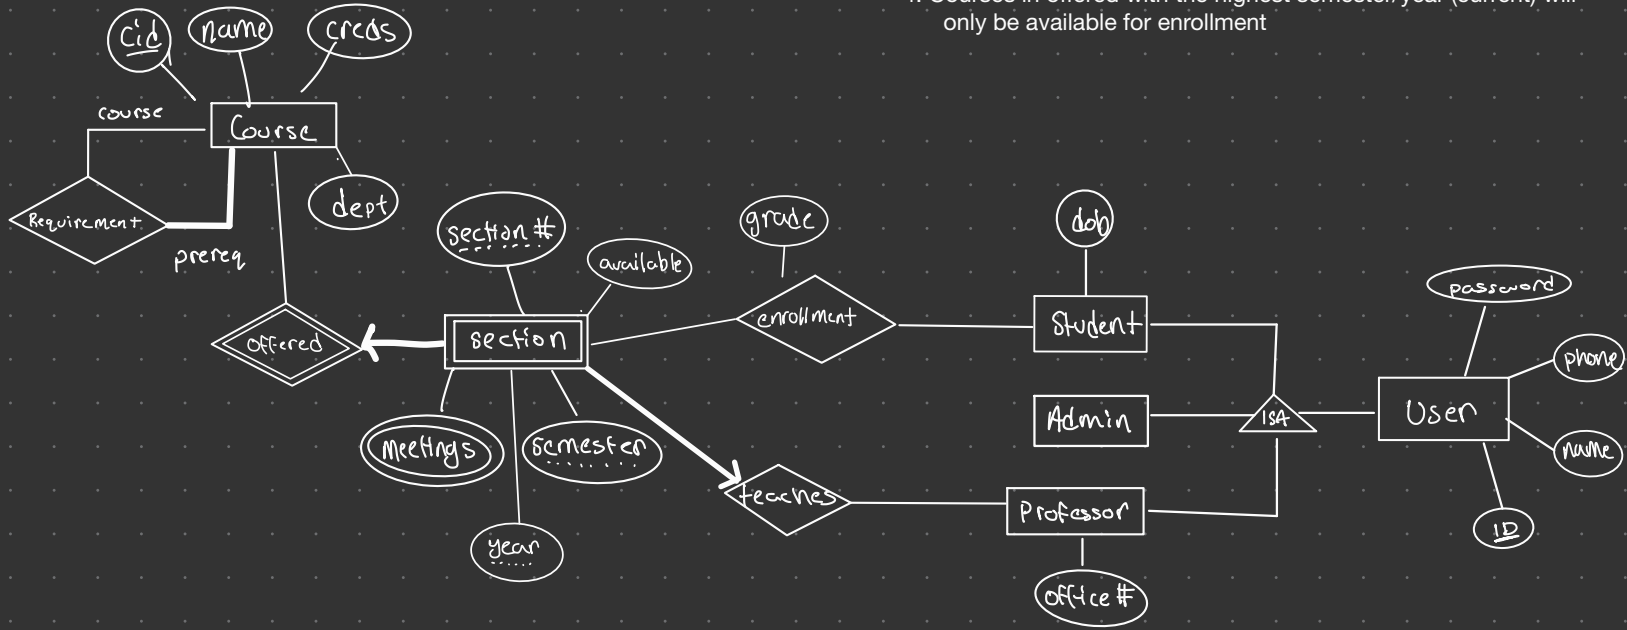 only be available for enrollment
cid
name
creds
course
Course
Requirement
prereq
dept
section #
available
grade
dob
offered
section
enrollment
Student
password
phone
Admin
ISA
User
name
meetings
semester
teaches
Professor
year
ID
office #